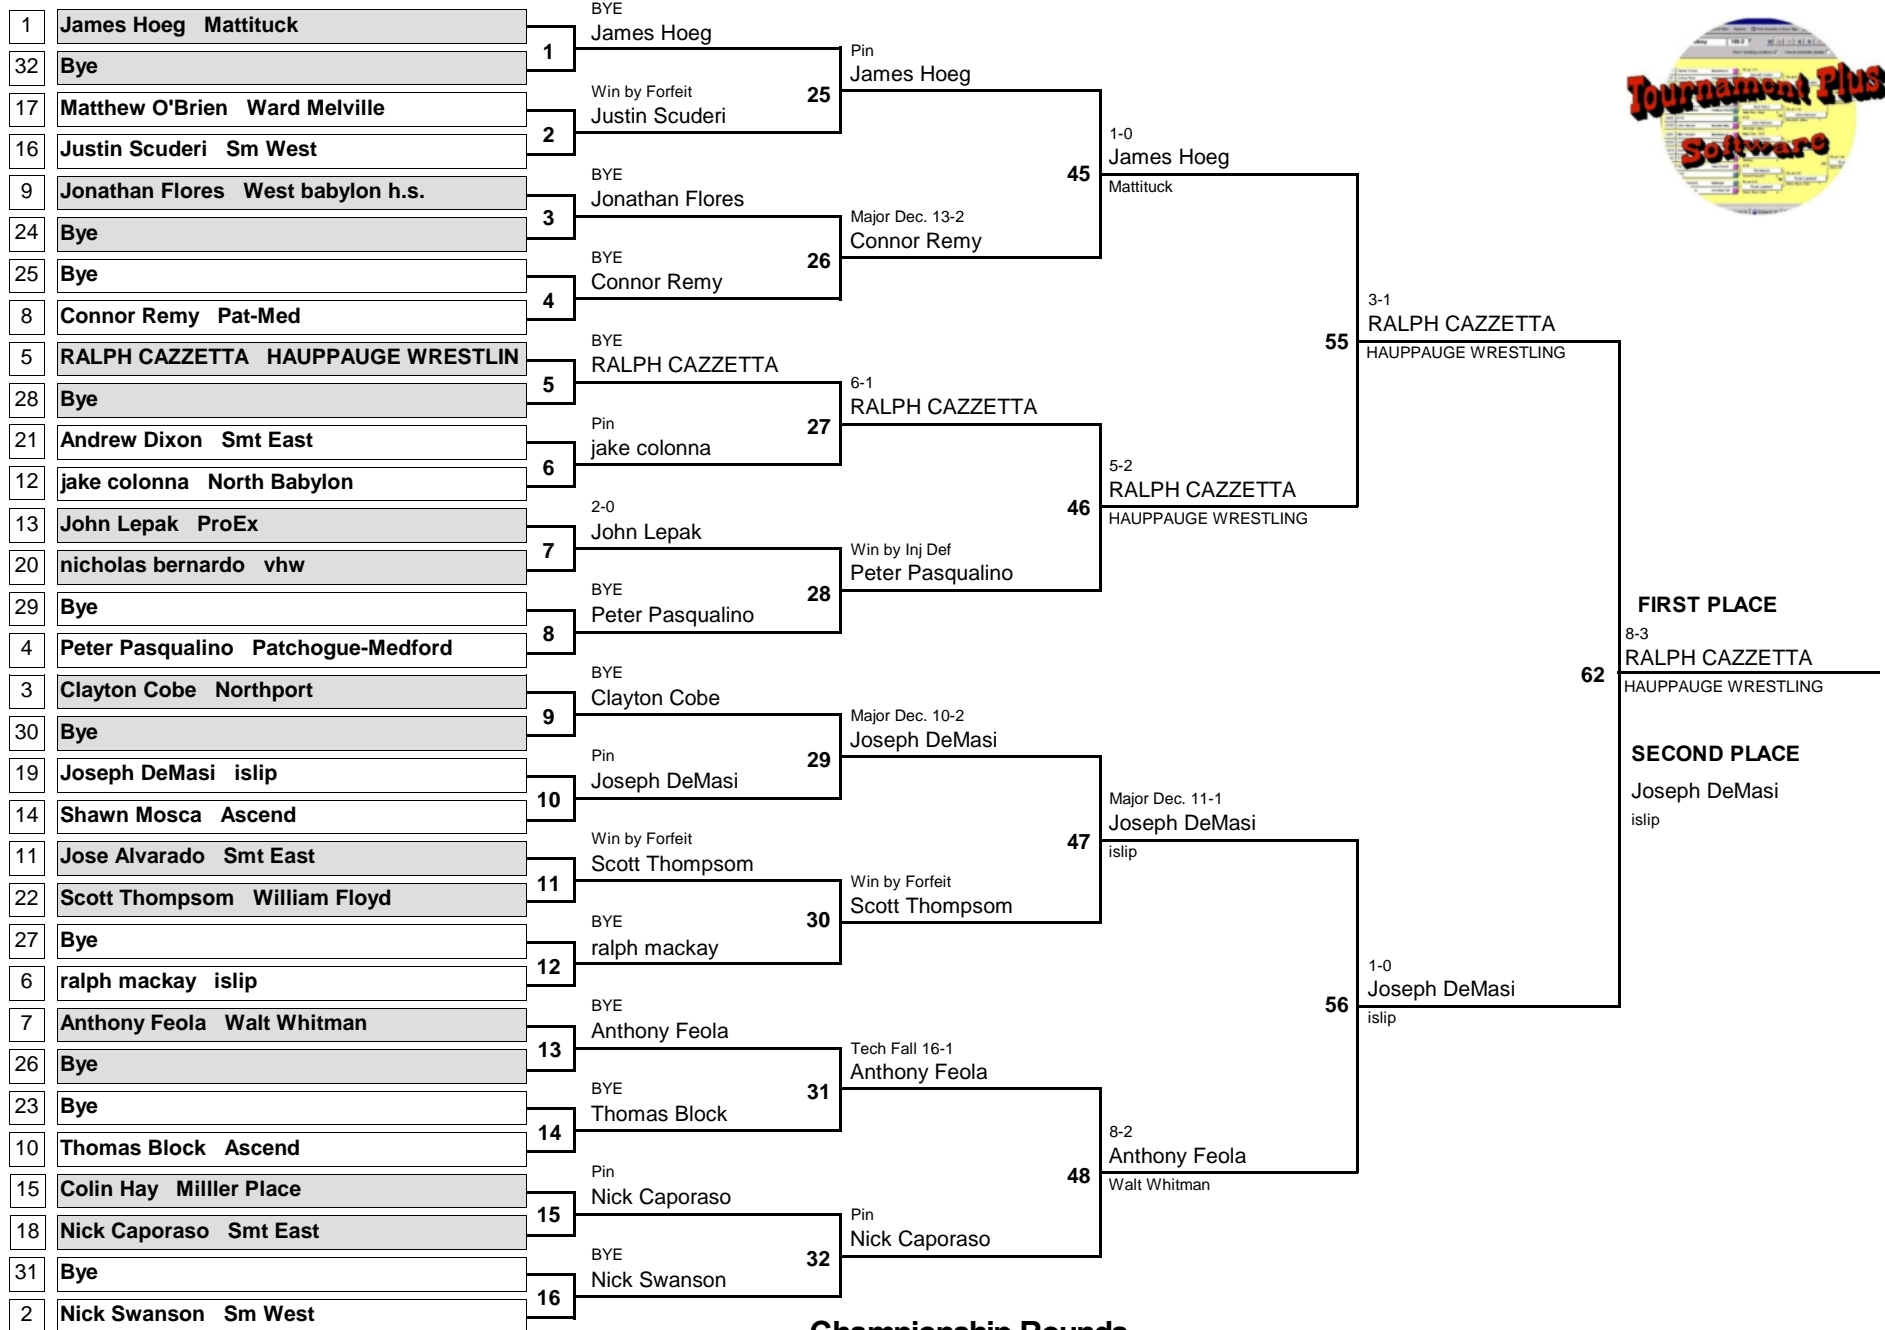 1 James Hoeg Mattituck
32 Bye
17 Matthew O'Brien Ward Melville
16 Justin Scuderi Sm West
9 Jonathan Flores West babylon h.s.
24 Bye
25 Bye
8 Connor Remy Pat-Med
5 RALPH CAZZETTA HAUPPAUGE WRESTLIN
28 Bye
21 Andrew Dixon Smt East
12 jake colonna North Babylon
13 John Lepak ProEx
20 nicholas bernardo vhw
29 Bye
4 Peter Pasqualino Patchogue-Medford
3 Clayton Cobe Northport
30 Bye
19 Joseph DeMasi islip
14 Shawn Mosca Ascend
11 Jose Alvarado Smt East
22 Scott Thompsom William Floyd
27 Bye
6 ralph mackay islip
7 Anthony Feola Walt Whitman
26 Bye
23 Bye
10 Thomas Block Ascend
15 Colin Hay Milller Place
18 Nick Caporaso Smt East
31 Bye
2 Nick Swanson Sm West
1
2
3
4
5
6
7
8
9
10
11
12
13
14
15
16
BYE
James Hoeg
Win by Forfeit
Justin Scuderi
BYE
Jonathan Flores
BYE
Connor Remy
BYE
RALPH CAZZETTA
Pin
jake colonna
2-0
John Lepak
BYE
Peter Pasqualino
BYE
Clayton Cobe
Pin
Joseph DeMasi
Win by Forfeit
Scott Thompsom
BYE
ralph mackay
BYE
Anthony Feola
BYE
Thomas Block
Pin
Nick Caporaso
BYE
Nick Swanson
25
26
27
28
29
30
31
32
Pin
James Hoeg
Major Dec. 13-2
Connor Remy
6-1
RALPH CAZZETTA
Win by Inj Def
Peter Pasqualino
Major Dec. 10-2
Joseph DeMasi
Win by Forfeit
Scott Thompsom
Tech Fall 16-1
Anthony Feola
Pin
Nick Caporaso
45
46
47
48
1-0
James Hoeg
Mattituck
5-2
RALPH CAZZETTA
HAUPPAUGE WRESTLING
Major Dec. 11-1
Joseph DeMasi
islip
8-2
Anthony Feola
Walt Whitman
55
56
3-1
RALPH CAZZETTA
HAUPPAUGE WRESTLING
1-0
Joseph DeMasi
islip
62
FIRST PLACE
8-3
RALPH CAZZETTA
HAUPPAUGE WRESTLING
SECOND PLACE
Joseph DeMasi
islip
Tournament Plus
Software
Championship Rounds